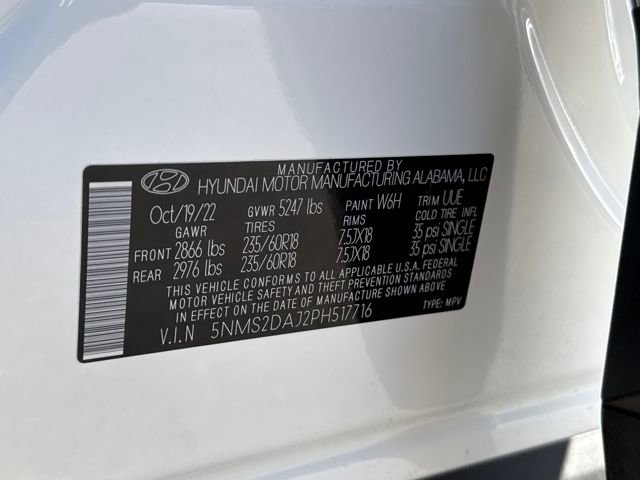 MANUFACTURED BY
HYUNDAI MOTOR MANUFACTURING ALABAMA, LLC
Oct/19/22 GVWR 5247 lbs PAINT W6H TRIM UUE
GAWR TIRES RIMS COLD TIRE INFL
FRONT 2866 lbs 235/60R18 7.5JX18 35 psi SINGLE
REAR 2976 lbs 235/60R18 7.5JX18 35 psi SINGLE
THIS VEHICLE CONFORMS TO ALL APPLICABLE U.S.A. FEDERAL
MOTOR VEHICLE SAFETY AND THEFT PREVENTION STANDARDS
IN EFFECT ON THE DATE OF MANUFACTURE SHOWN ABOVE.
V.I.N 5NMS2DAJ2PH517716 TYPE: MPV